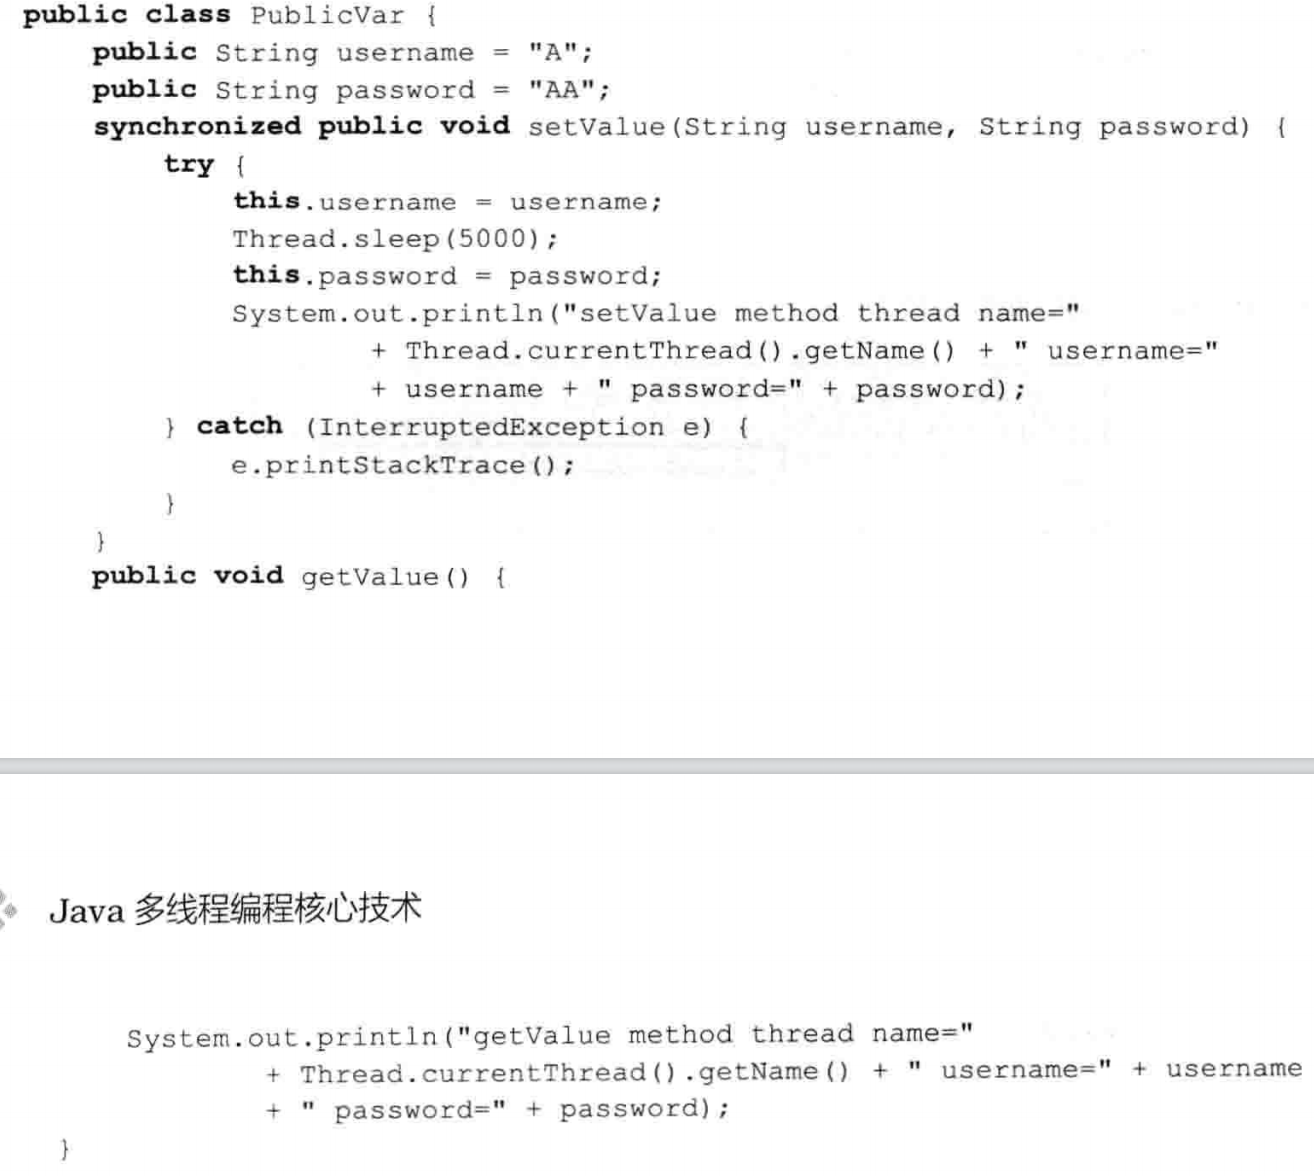 public class PublicVar {
public String username = "A";
public String password = "AA";
synchronized public void setValue(String username, String password) {
try {
this.username = username;
Thread.sleep(5000);
this.password = password;
System.out.println("setValue method thread name="
+ Thread.currentThread().getName() + " username="
+ username + " password=" + password);
} catch (InterruptedException e) {
e.printStackTrace();
}
}
public void getValue() {
Java 多线程编程核心技术
System.out.println("getValue method thread name="
+ Thread.currentThread().getName() + " username=" + username
+ " password=" + password);
}